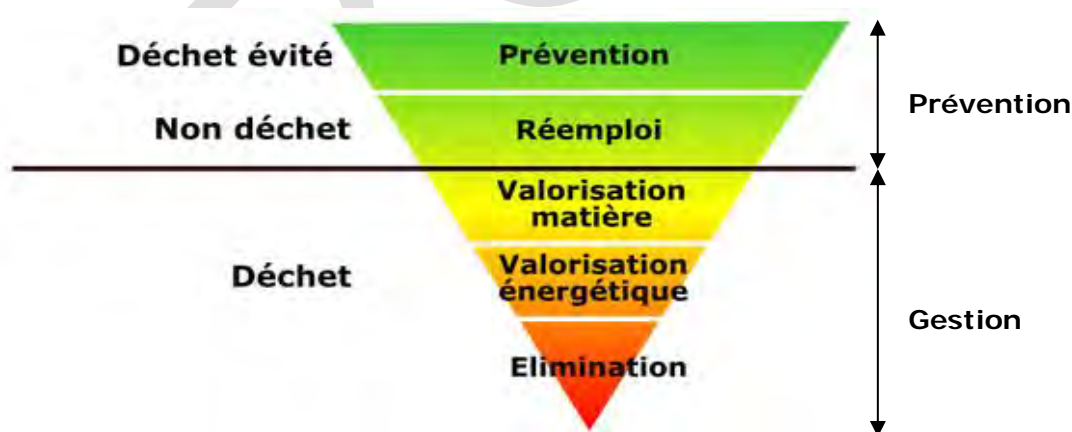 Déchet évité
Prévention
Prévention
Non déchet
Réemploi
Valorisation
matière
Déchet
Valorisation
énergétique
Gestion
Elimination